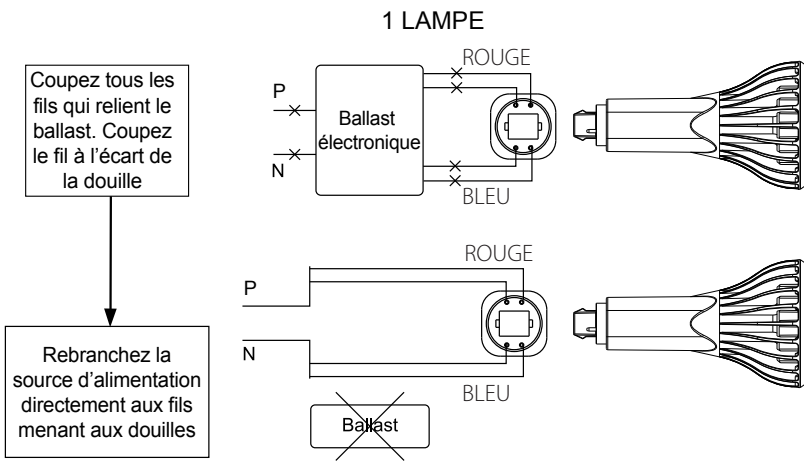 1 LAMPE
Coupez tous les
fils qui relient le
ballast. Coupez
le fil à l'écart de
la douille
P
N
Ballast
électronique
ROUGE
BLEU
Rebranchez la
source d'alimentation
directement aux fils
menant aux douilles
P
N
ROUGE
BLEU
Ballast